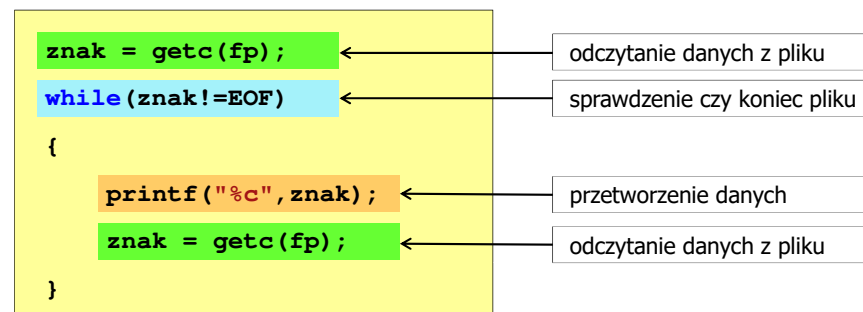 znak = getc(fp); odczytanie danych z pliku
while(znak!=EOF) sprawdzenie czy koniec pliku
{
printf("%c",znak); przetworzenie danych
znak = getc(fp); odczytanie danych z pliku
}